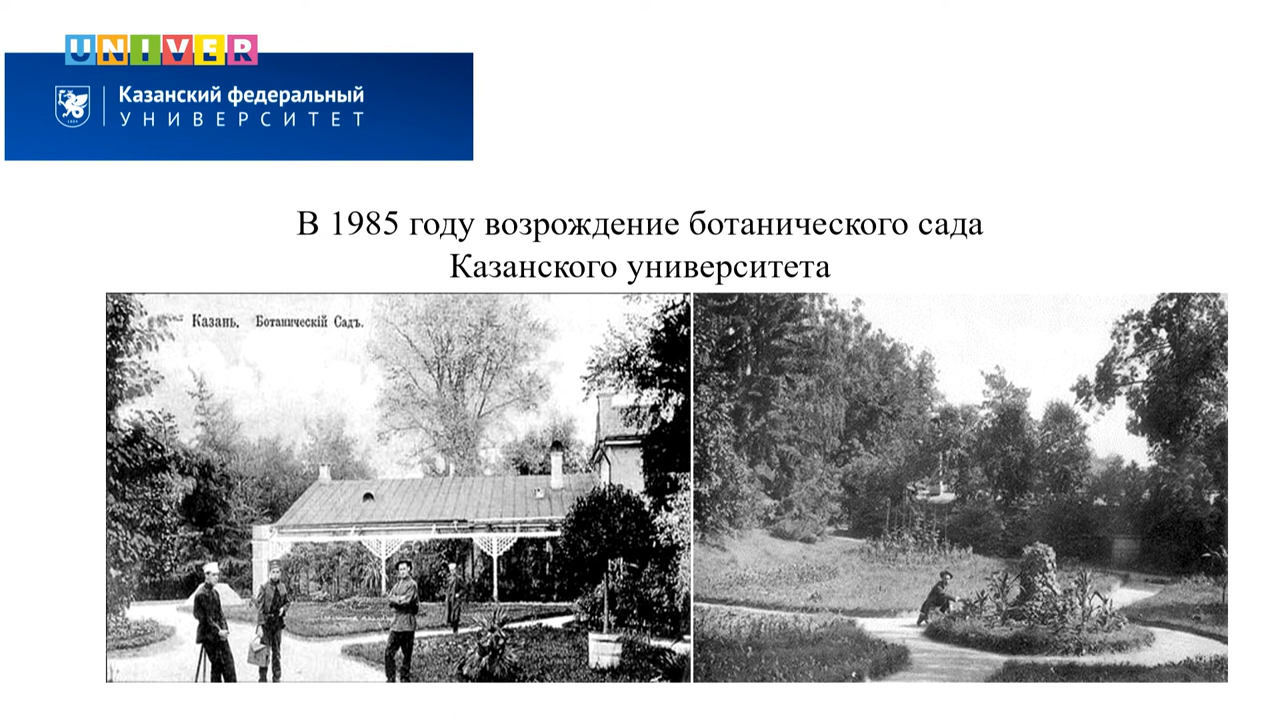 UNIVER
Казанский федеральный
УНИВЕРСИТЕТ
В 1985 году возрождение ботанического сада
Казанского университета
Казань. Ботаническій Садъ.